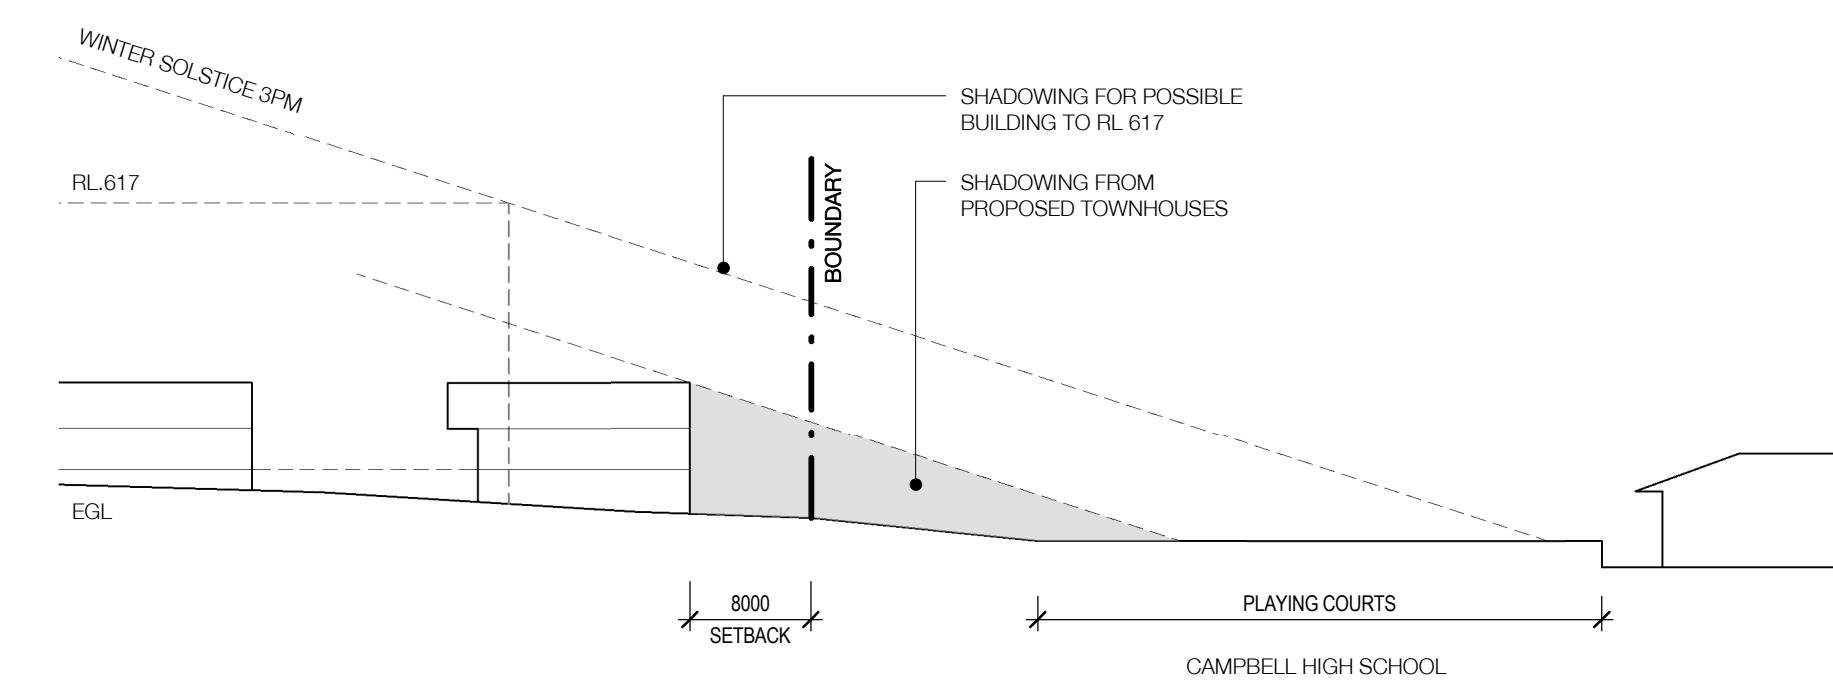 WINTER SOLSTICE 3PM
SHADOWING FOR POSSIBLE
BUILDING TO RL 617
RL.617
SHADOWING FROM
PROPOSED TOWNHOUSES
BOUNDARY
EGL
8000
SETBACK
PLAYING COURTS
CAMPBELL HIGH SCHOOL